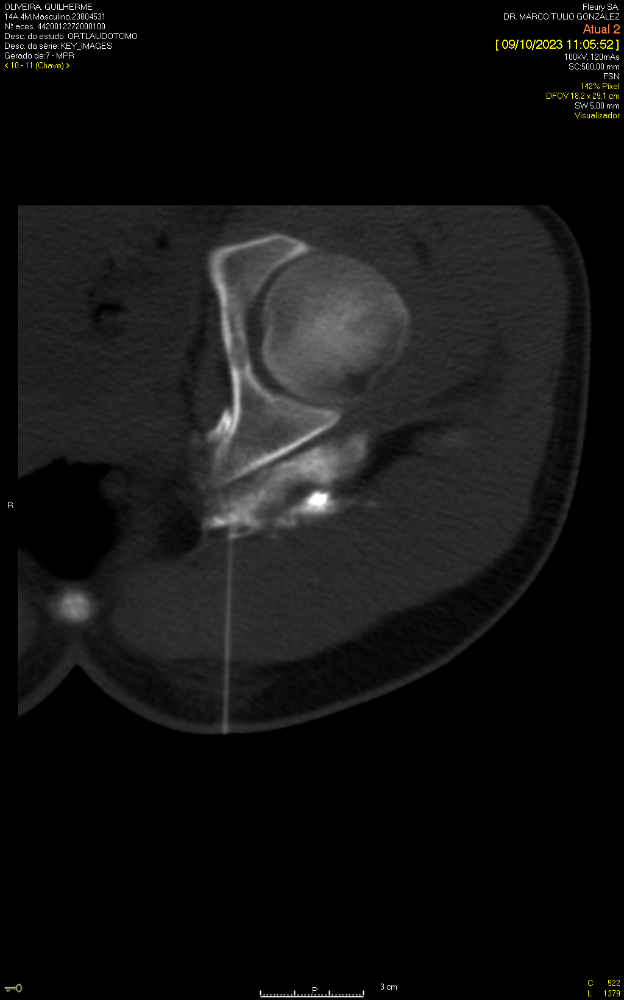 OLIVEIRA, GUILHERME
14A 4M,Masculino,23804531
Nº aces. 4420012272000100
Desc. do estudo: ORTLAUDOTOMO
Desc. da série: KEY_IMAGES
Gerado de:7 - MPR
< 10 - 11 (Chave) >
Fleury SA.
DR. MARCO TULIO GONZALEZ
Atual 2
[ 09/10/2023 11:05:52 ]
100kV, 120mAs
SC:500,00 mm
FSN
142% Pixel
DFOV 18,2 x 29,1 cm
SW 5,00 mm
Visualizador
R
P
3 cm
C 522
L 1379